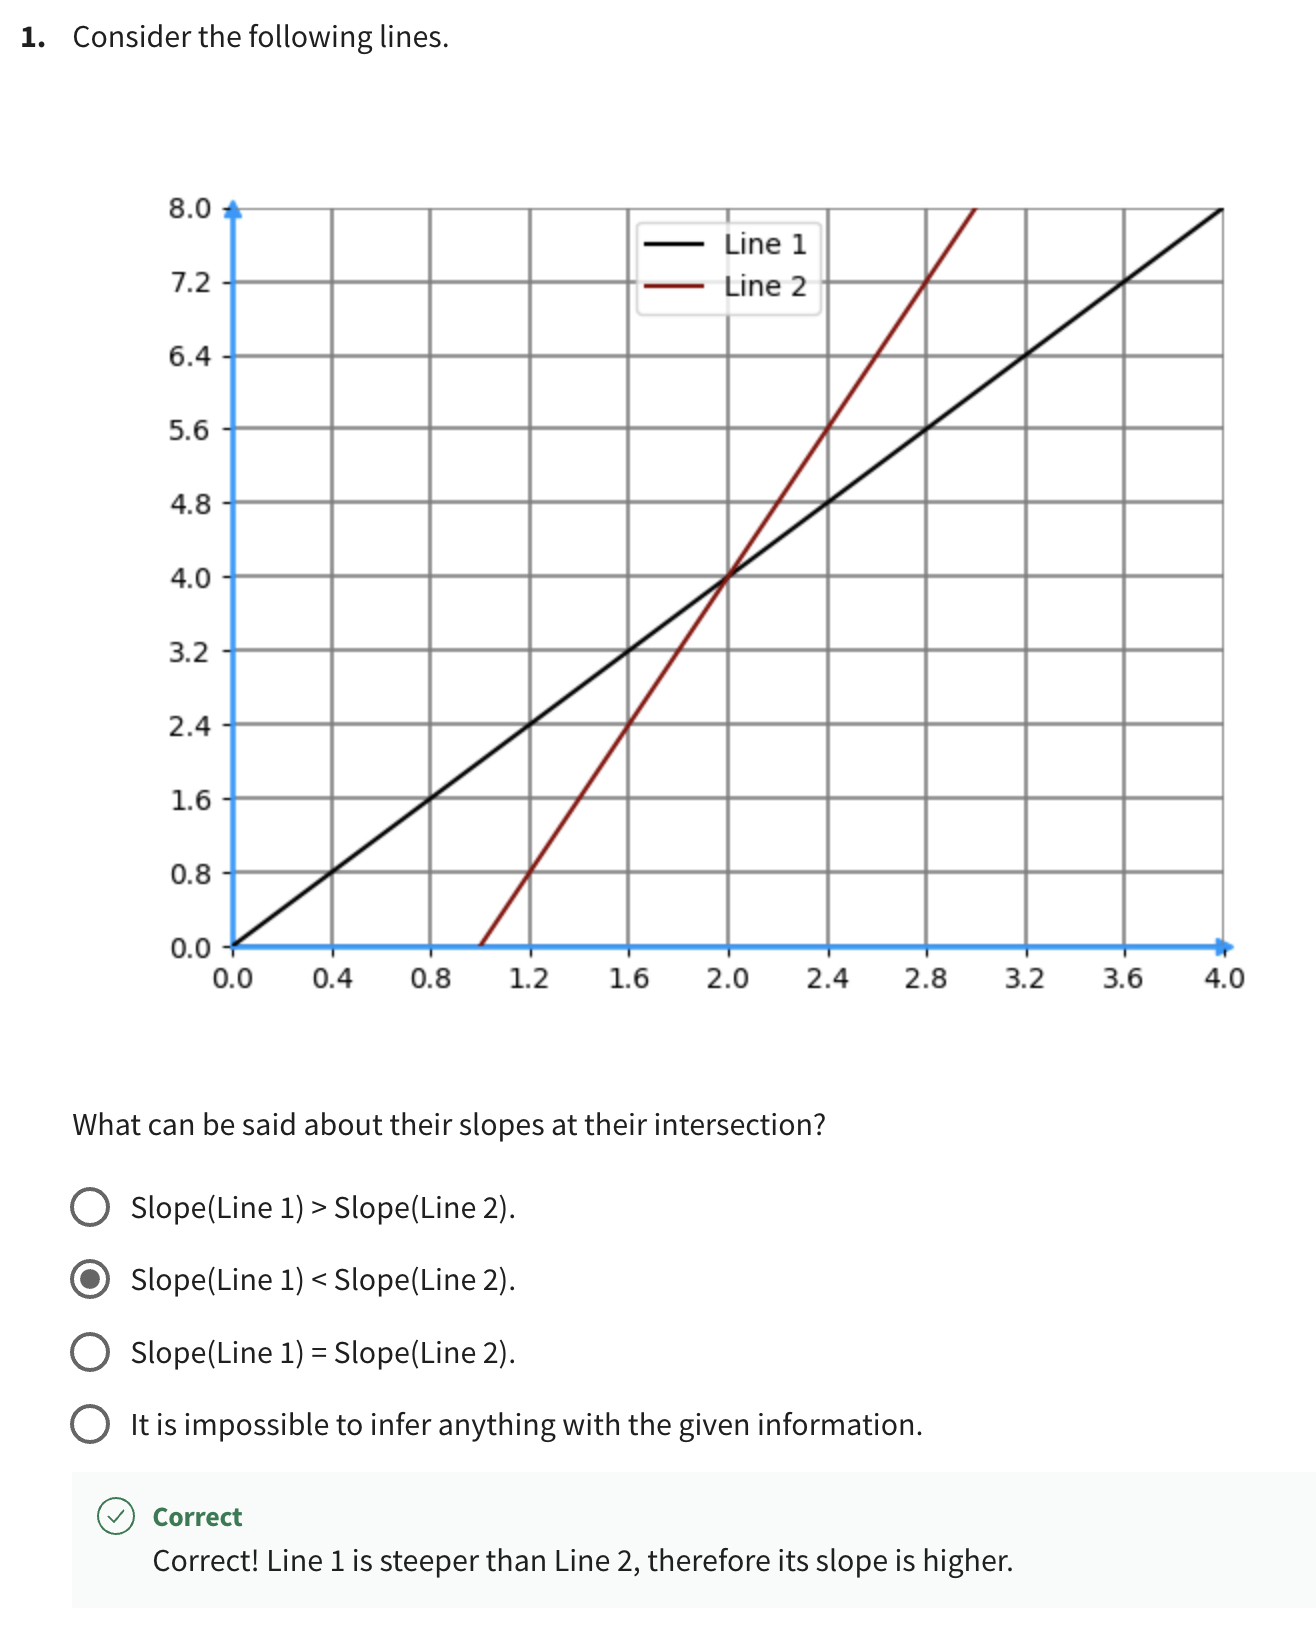 1. Consider the following lines.
8.0
7.2
6.4
5.6
4.8
4.0
3.2
2.4
1.6
0.8
0.0
Line 1
Line 2
0.0 0.4 0.8 1.2 1.6 2.0 2.4 2.8 3.2 3.6 4.0
What can be said about their slopes at their intersection?
Slope(Line 1) > Slope(Line 2).
Slope(Line 1) < Slope(Line 2).
Slope(Line 1) = Slope(Line 2).
It is impossible to infer anything with the given information.
Correct
Correct! Line 1 is steeper than Line 2, therefore its slope is higher.